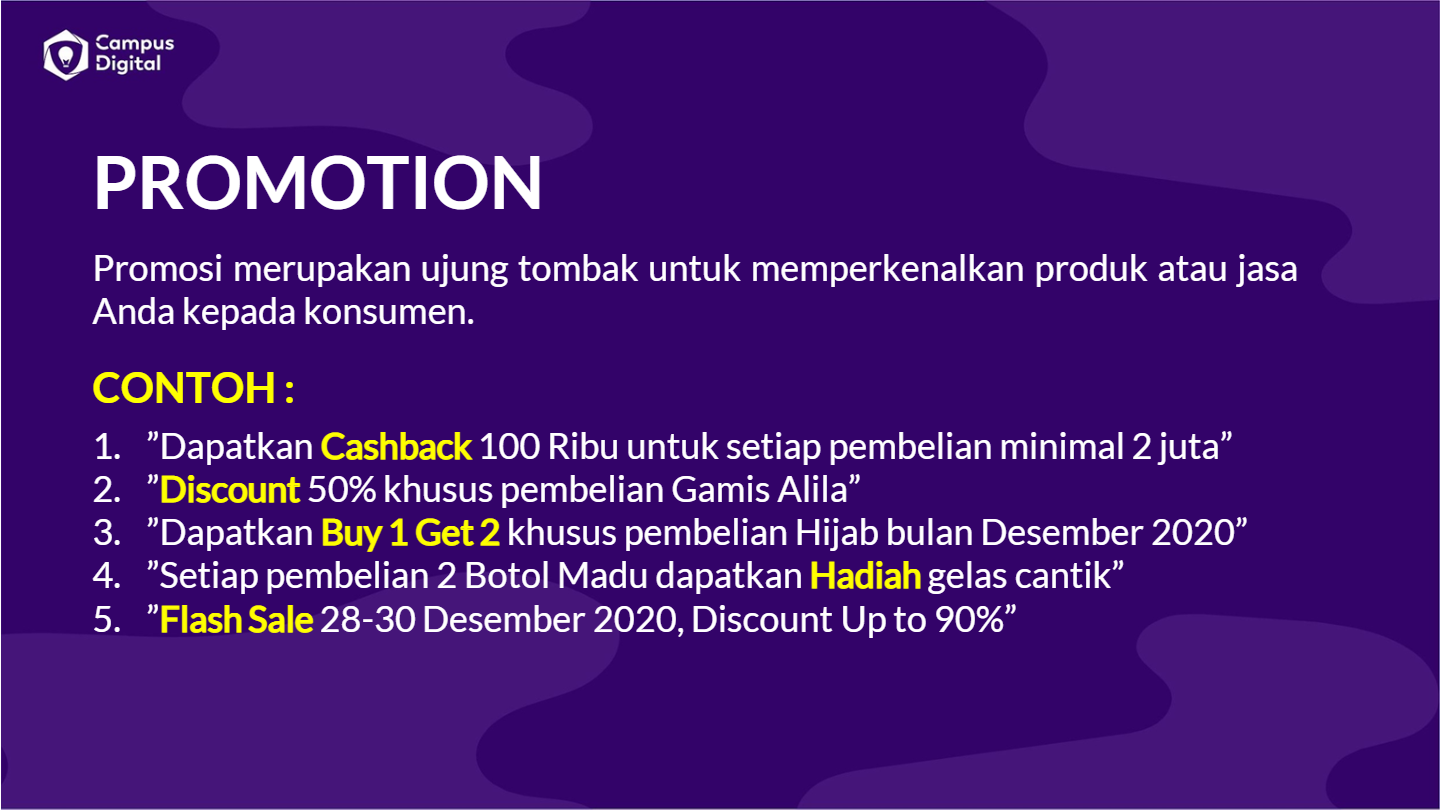 Campus
Digital
PROMOTION
Promosi merupakan ujung tombak untuk memperkenalkan produk atau jasa
Anda kepada konsumen.
CONTOH :
1. ”Dapatkan Cashback 100 Ribu untuk setiap pembelian minimal 2 juta”
2. ”Discount 50% khusus pembelian Gamis Alila”
3. ”Dapatkan Buy 1 Get 2 khusus pembelian Hijab bulan Desember 2020”
4. ”Setiap pembelian 2 Botol Madu dapatkan Hadiah gelas cantik”
5. ”Flash Sale 28-30 Desember 2020, Discount Up to 90%”